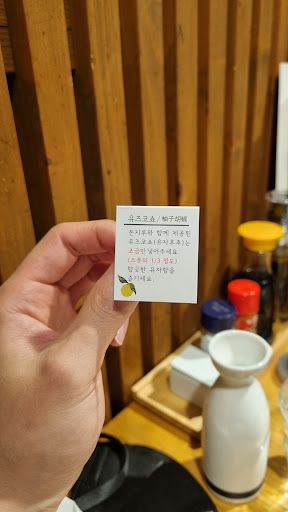 유즈코쇼/柚子胡椒
온지루와 함께 제공된
유즈코쇼(유자후추)는
조금만 넣어주세요
(스푼의 1/3 정도)
향긋한 유자향을
즐기세요.